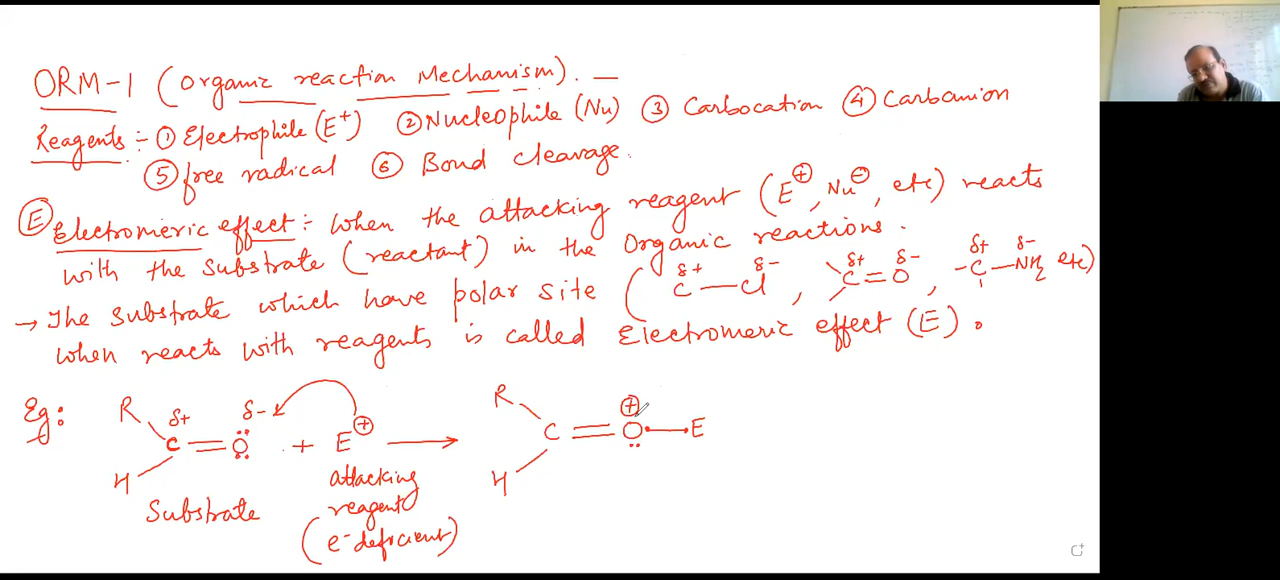 ORM-1 (Organic reaction Mechanism). —
Reagents :- ① Electrophile (E⁺) ② Nucleophile (Nu) ③ Carbocation ④ Carbanion
⑤ free radical ⑥ Bond cleavage.
Ⓔ Electromeric effect :- When the attacking reagent (E⊕, Nu⊖, etc) reacts
with the substrate (reactant) in the Organic reactions.
→ The substrate which have polar site (δ+C—Clδ-, δ+C=Oδ-, -Cδ+—NH₂δ- etc)
when reacts with reagents is called Electromeric effect (E).
Eg: R H δ+C=Öδ- + E⊕ → R H C=O⊕—E
Substrate
attacking
reagent
(e⁻deficient)